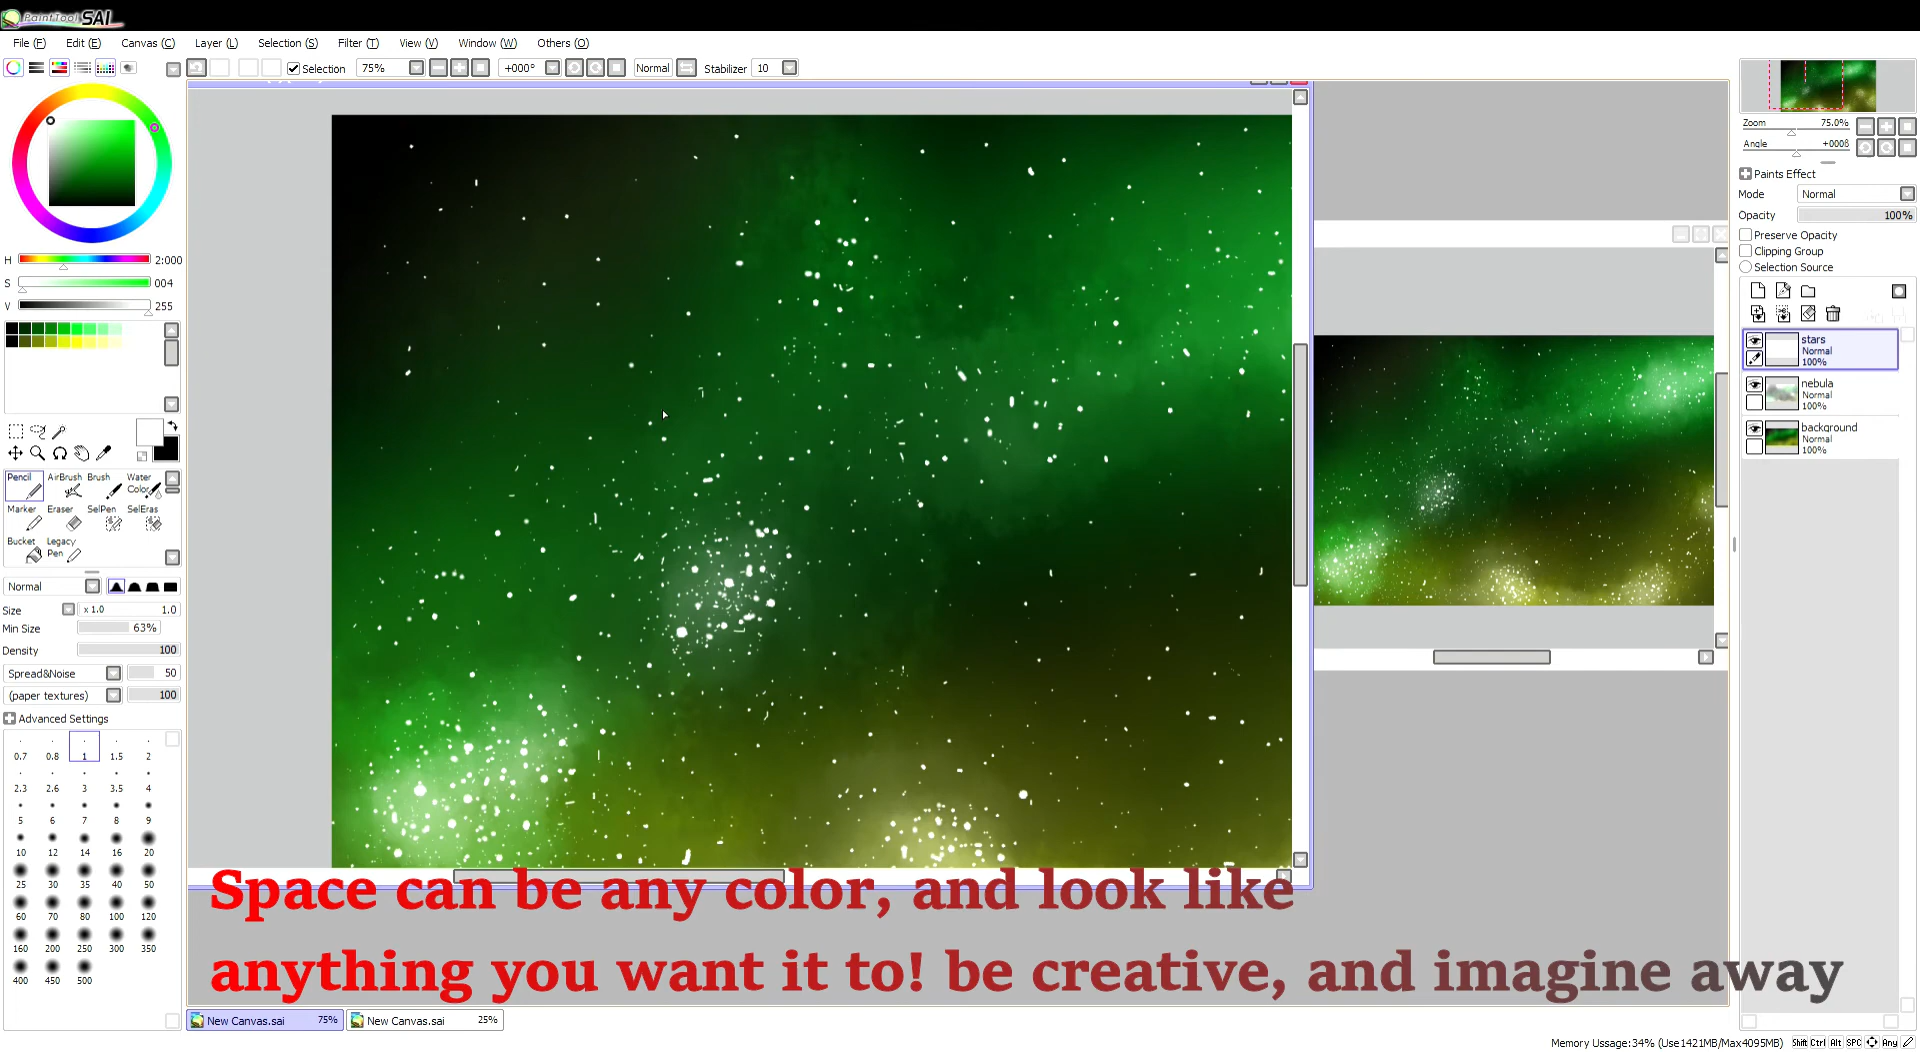 PaintTool SAI
File (F) Edit (E) Canvas (C) Layer (L) Selection (S) Filter (T) View (V) Window (W) Others (O)
Selection 75% +000° Normal Stabilizer 10
Zoom 75.0%
Angle +000ß
Paints Effect
Mode Normal
Opacity 100%
Preserve Opacity
Clipping Group
Selection Source
stars
Normal
100%
nebula
Normal
100%
background
Normal
100%
H 2:000
S 004
V 255
Pencil AirBrush Brush Water Color
Marker Eraser SelPen SelEras
Bucket Legacy Pen
Normal
Size x 1.0 1.0
Min Size 63%
Density 100
Spread&Noise 50
(paper textures) 100
Advanced Settings
0.7 0.8 1 1.5 2
2.3 2.6 3 3.5 4
5 6 7 8 9
10 12 14 16 20
25 30 35 40 50
60 70 80 100 120
160 200 250 300 350
400 450 500
Space can be any color, and look like
anything you want it to! be creative, and imagine away
New Canvas.sai 75% New Canvas.sai 25%
Memory Ussage:34% (Use1421MB/Max4095MB) Shift Ctrl Alt SPC Any